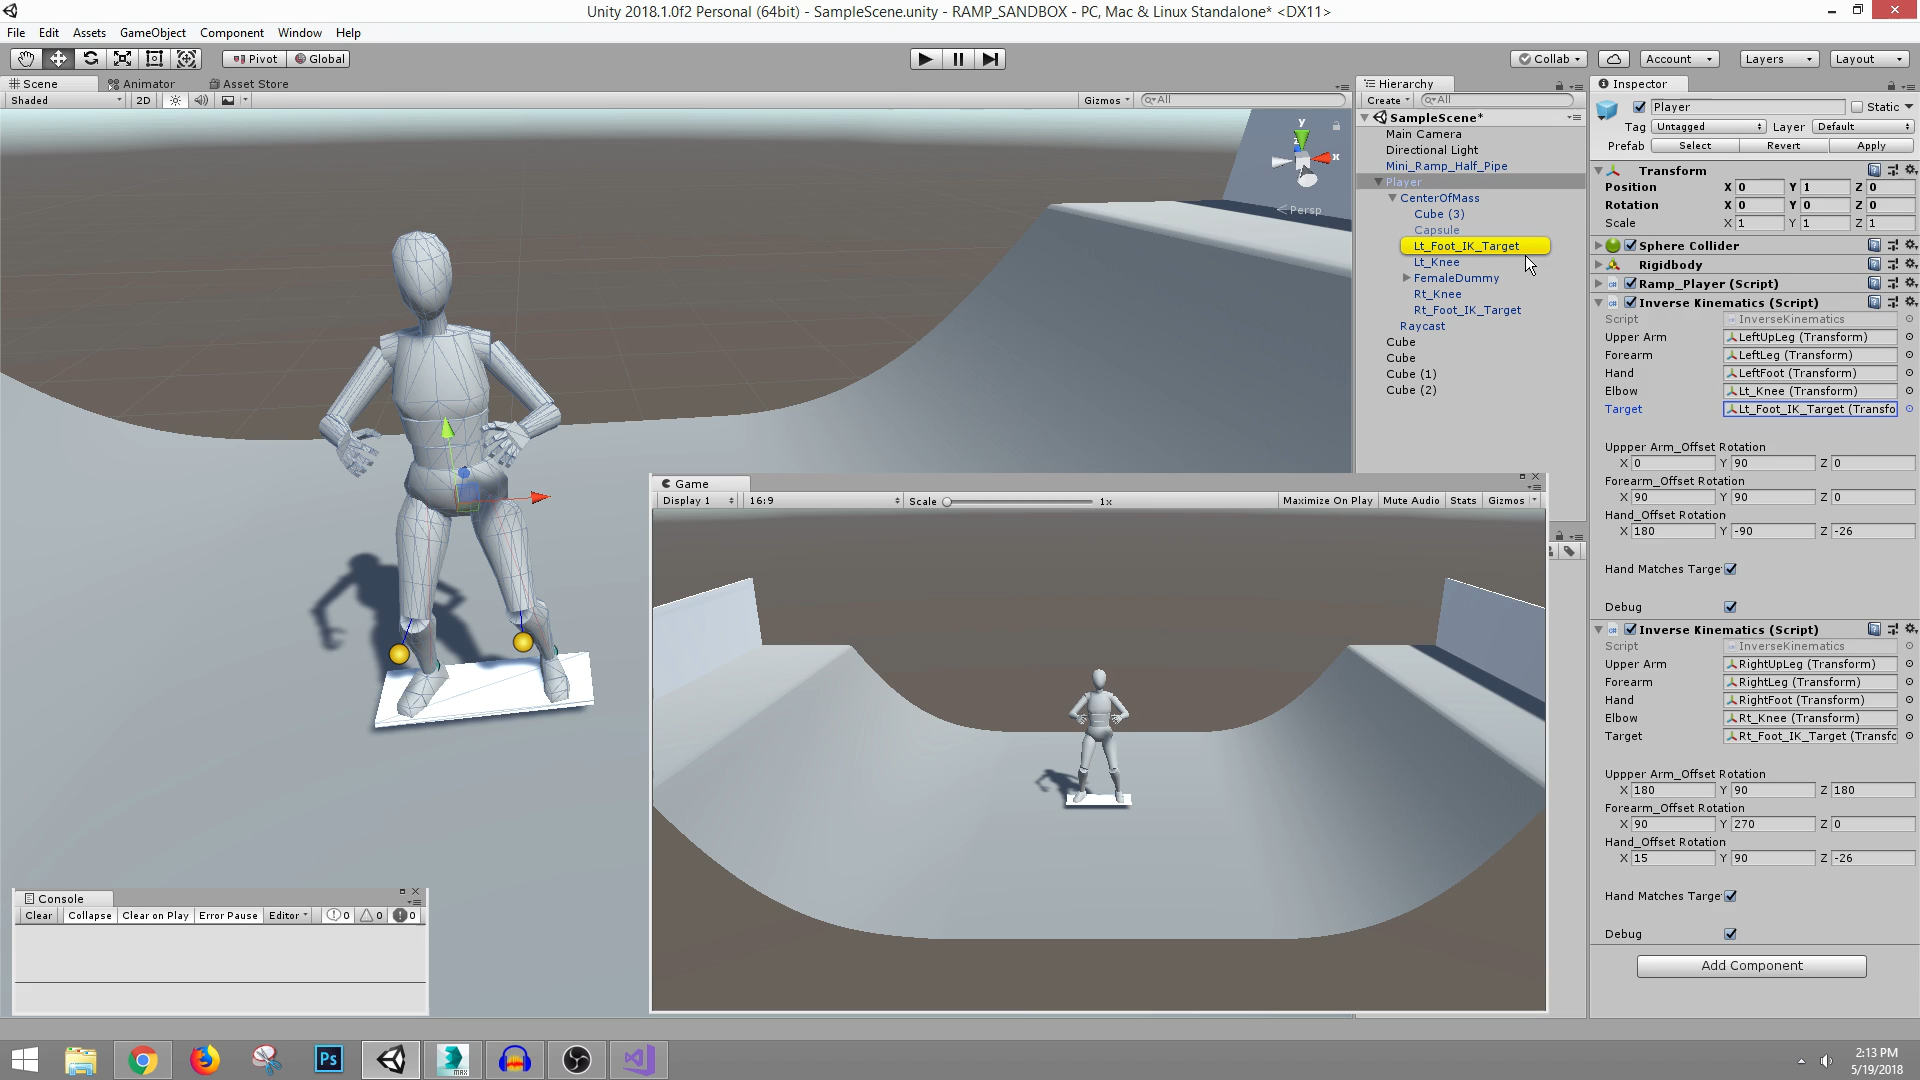 Unity 2018.1.0f2 Personal (64bit) - SampleScene.unity - RAMP_SANDBOX - PC, Mac & Linux Standalone* <DX11>
File Edit Assets GameObject Component Window Help
Pivot Global Collab Account Layers Layout
Scene Animator Asset Store
Shaded 2D Gizmos All
y
x
Persp
Hierarchy
Create All
SampleScene*
Main Camera
Directional Light
Mini_Ramp_Half_Pipe
Player
CenterOfMass
Cube (3)
Capsule
Lt_Foot_IK_Target
Lt_Knee
FemaleDummy
Rt_Knee
Rt_Foot_IK_Target
Raycast
Cube
Cube
Cube (1)
Cube (2)
Inspector
Player Static
Tag Untagged Layer Default
Prefab Select Revert Apply
Transform
Position X 0 Y 1 Z 0
Rotation X 0 Y 0 Z 0
Scale X 1 Y 1 Z 1
Sphere Collider
Rigidbody
Ramp_Player (Script)
Inverse Kinematics (Script)
Script InverseKinematics
Upper Arm LeftUpLeg (Transform)
Forearm LeftLeg (Transform)
Hand LeftFoot (Transform)
Elbow Lt_Knee (Transform)
Target Lt_Foot_IK_Target (Transfo
Uppper Arm_Offset Rotation
X 0 Y 90 Z 0
Forearm_Offset Rotation
X 90 Y 90 Z 0
Hand_Offset Rotation
X 180 Y -90 Z -26
Hand Matches Targe
Debug
Inverse Kinematics (Script)
Script InverseKinematics
Upper Arm RightUpLeg (Transform)
Forearm RightLeg (Transform)
Hand RightFoot (Transform)
Elbow Rt_Knee (Transform)
Target Rt_Foot_IK_Target (Transfo
Uppper Arm_Offset Rotation
X 180 Y 90 Z 180
Forearm_Offset Rotation
X 90 Y 270 Z 0
Hand_Offset Rotation
X 15 Y 90 Z -26
Hand Matches Targe
Debug
Add Component
Game
Display 1 16:9 Scale 1x Maximize On Play Mute Audio Stats Gizmos
Console
Clear Collapse Clear on Play Error Pause Editor 0 0 0
Ps
MAX
2:13 PM
5/19/2018